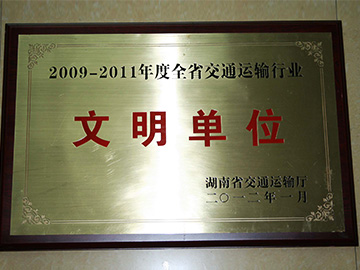 2009-2011年度全省交通运输行业
文明单位
湖南省交通运输厅
二〇一二年一月